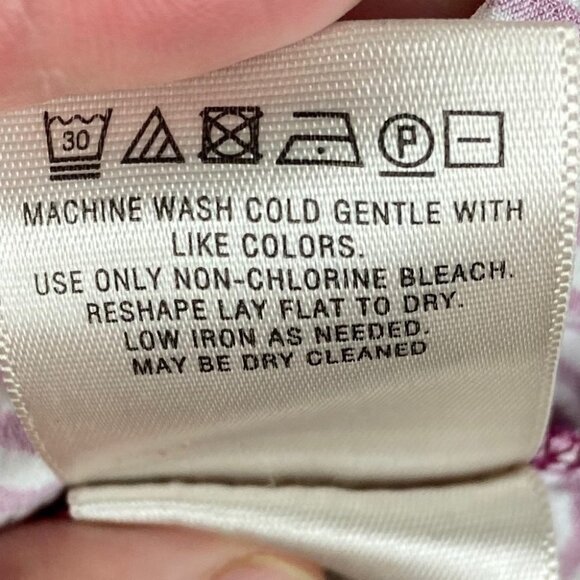 30 P
MACHINE WASH COLD GENTLE WITH
LIKE COLORS.
USE ONLY NON-CHLORINE BLEACH.
RESHAPE LAY FLAT TO DRY.
LOW IRON AS NEEDED.
MAY BE DRY CLEANED